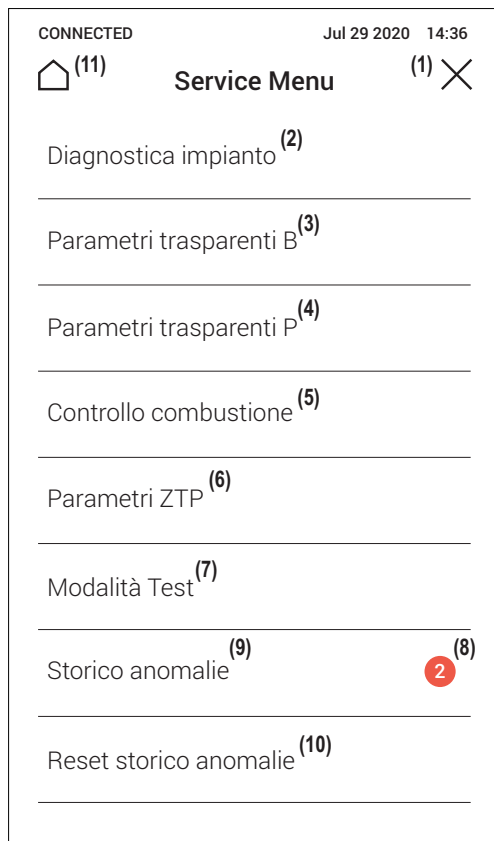 CONNECTED Jul 29 2020 14:36
(11) Service Menu (1)
Diagnostica impianto (2)
Parametri trasparenti B (3)
Parametri trasparenti P (4)
Controllo combustione (5)
Parametri ZTP (6)
Modalità Test (7)
Storico anomalie (9) 2 (8)
Reset storico anomalie (10)